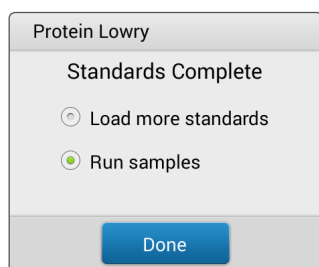 Protein Lowry
Standards Complete
Load more standards
Run samples
Done